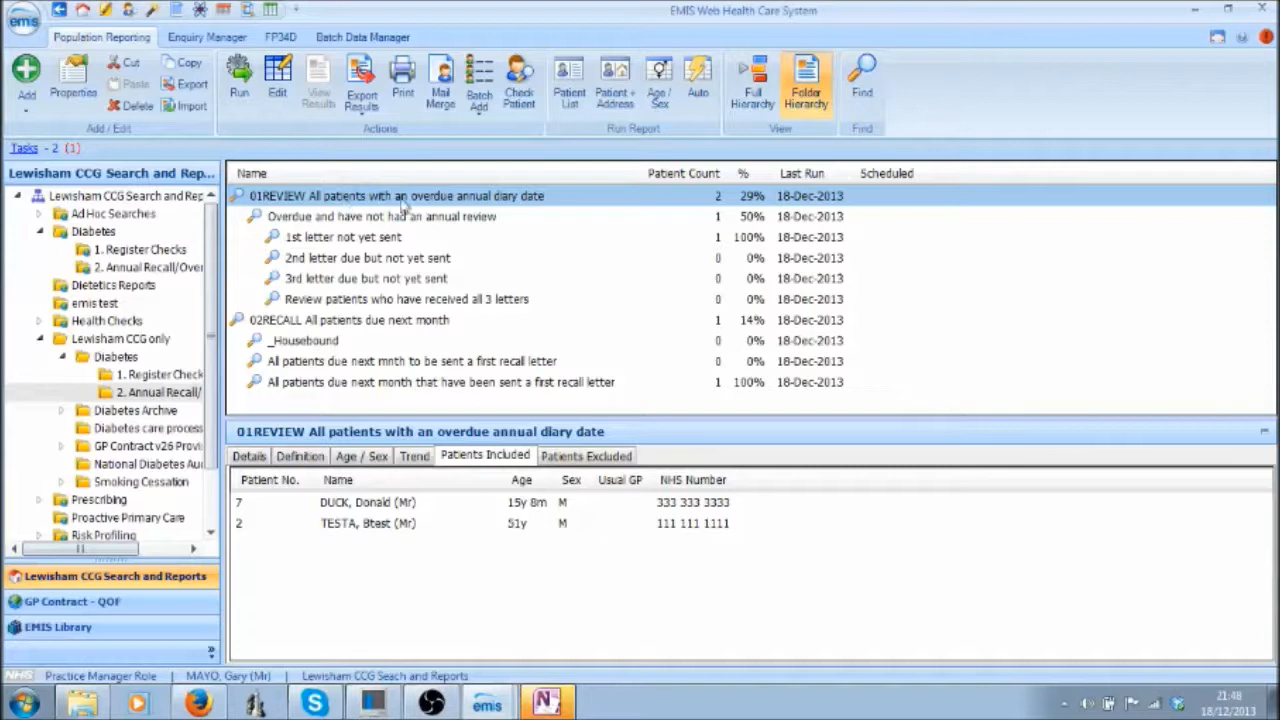 emis
EMIS Web Health Care System
Population Reporting Enquiry Manager FP34D Batch Data Manager
Add Properties Cut Copy Paste Export Delete Import
Add / Edit
Run Edit View Results Export Results Print Mail Merge Batch Add Check Patient
Actions
Patient List Patient + Address Age / Sex Auto
Run Report
Full Hierarchy Folder Hierarchy
View
Find
Find
Tasks - 2 (1)
Lewisham CCG Search and Rep...
Lewisham CCG Search and Rep
Ad Hoc Searches
Diabetes
1. Register Checks
2. Annual Recall/Over
Dietetics Reports
emis test
Health Checks
Lewisham CCG only
Diabetes
1. Register Check
2. Annual Recall/
Diabetes Archive
Diabetes care process
GP Contract v26 Provi
National Diabetes Au
Smoking Cessation
Prescribing
Proactive Primary Care
Risk Profiling
Lewisham CCG Search and Reports
GP Contract - QOF
EMIS Library
Name Patient Count % Last Run Scheduled
01REVIEW All patients with an overdue annual diary date 2 29% 18-Dec-2013
Overdue and have not had an annual review 1 50% 18-Dec-2013
1st letter not yet sent 1 100% 18-Dec-2013
2nd letter due but not yet sent 0 0% 18-Dec-2013
3rd letter due but not yet sent 0 0% 18-Dec-2013
Review patients who have received all 3 letters 0 0% 18-Dec-2013
02RECALL All patients due next month 1 14% 18-Dec-2013
_Housebound 0 0% 18-Dec-2013
All patients due next mnth to be sent a first recall letter 0 0% 18-Dec-2013
All patients due next month that have been sent a first recall letter 1 100% 18-Dec-2013
01REVIEW All patients with an overdue annual diary date
Details Definition Age / Sex Trend Patients Included Patients Excluded
Patient No. Name Age Sex Usual GP NHS Number
7 DUCK, Donald (Mr) 15y 8m M 333 333 3333
2 TESTA, Btest (Mr) 51y M 111 111 1111
NHS Practice Manager Role MAYO, Gary (Mr) Lewisham CCG Seach and Reports
emis
21:48
18/12/2013